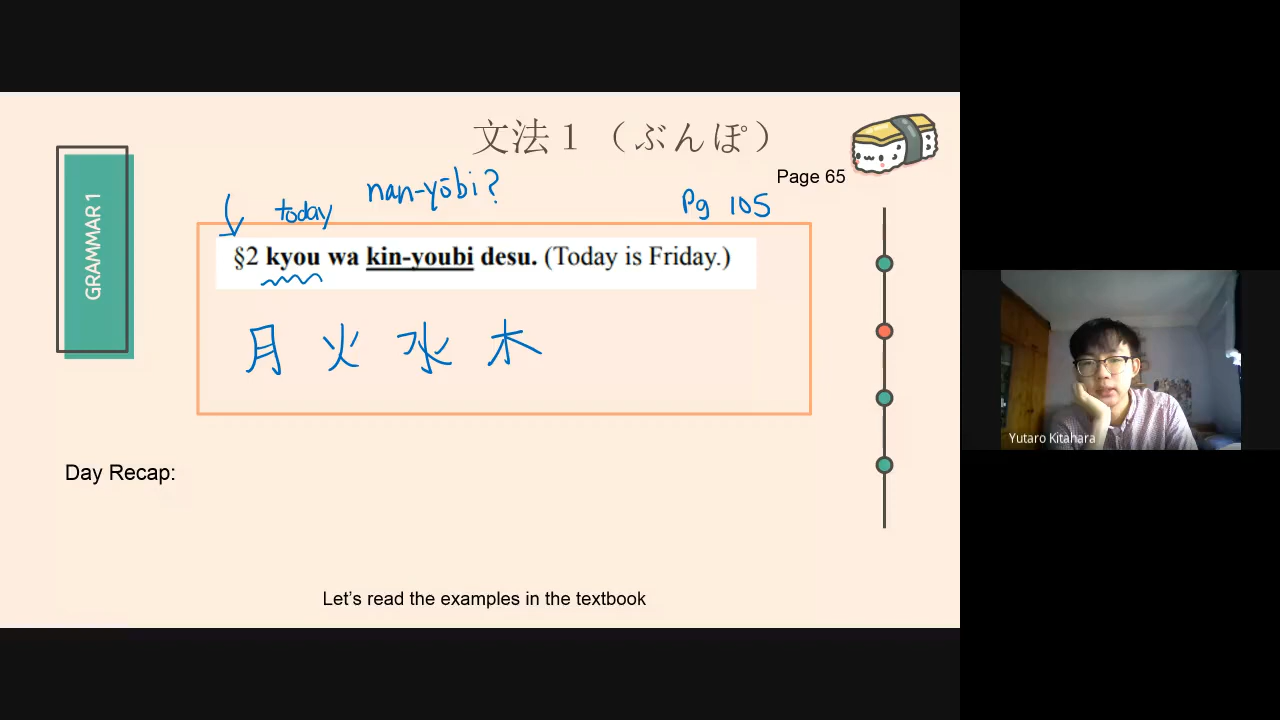 文法１（ぶんぽ）
Page 65
nan-yōbi?
today
Pg 105
GRAMMAR 1
§2 kyou wa kin-youbi desu. (Today is Friday.)
月 火 水 木
Day Recap:
Let's read the examples in the textbook
Yutaro Kitahara